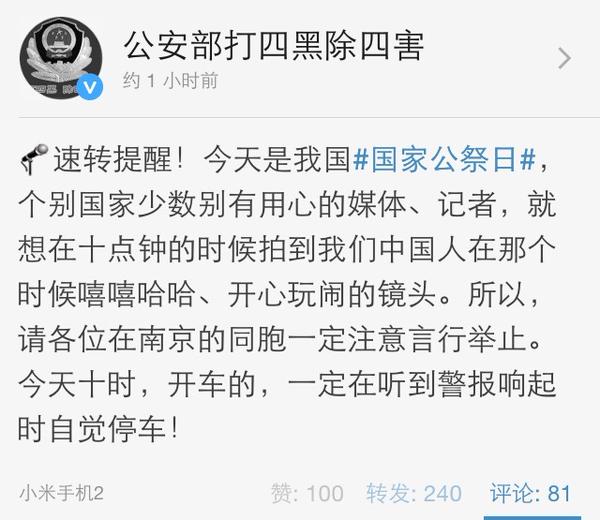 公安部打四黑除四害
约 1 小时前
速转提醒！今天是我国#国家公祭日#，
个别国家少数别有用心的媒体、记者，就
想在十点钟的时候拍到我们中国人在那个
时候嘻嘻哈哈、开心玩闹的镜头。所以，
请各位在南京的同胞一定注意言行举止。
今天十时，开车的，一定在听到警报响起
时自觉停车！
小米手机2 赞: 100 转发: 240 评论: 81